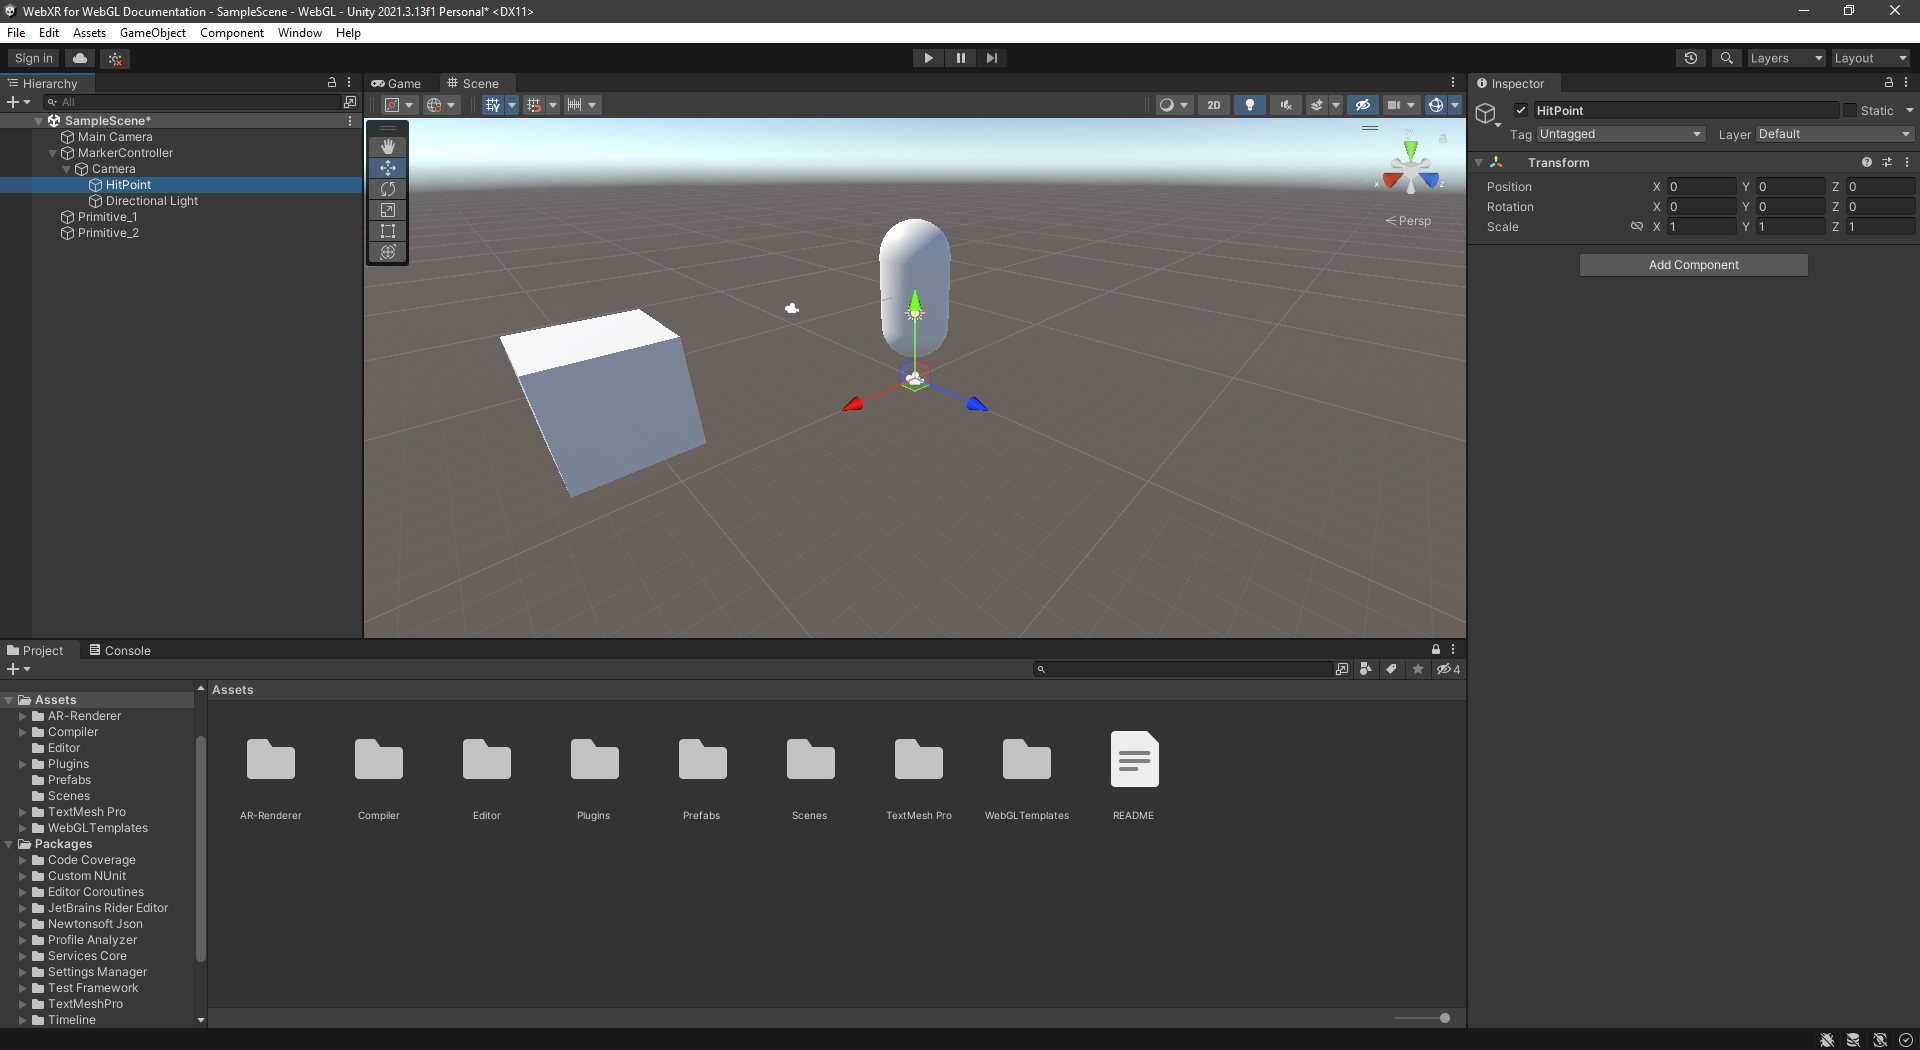 WebXR for WebGL Documentation - SampleScene - WebGL - Unity 2021.3.13f1 Personal* <DX11>
File Edit Assets GameObject Component Window Help
Sign in
Layers
Layout
Hierarchy
All
SampleScene*
Main Camera
MarkerController
Camera
HitPoint
Directional Light
Primitive_1
Primitive_2
Game
Scene
2D
y
x
z
Persp
Inspector
HitPoint
Static
Tag Untagged
Layer Default
Transform
Position X 0 Y 0 Z 0
Rotation X 0 Y 0 Z 0
Scale X 1 Y 1 Z 1
Add Component
Project
Console
4
Assets
AR-Renderer
Compiler
Editor
Plugins
Prefabs
Scenes
TextMesh Pro
WebGLTemplates
Packages
Code Coverage
Custom NUnit
Editor Coroutines
JetBrains Rider Editor
Newtonsoft Json
Profile Analyzer
Services Core
Settings Manager
Test Framework
TextMeshPro
Timeline
Assets
AR-Renderer
Compiler
Editor
Plugins
Prefabs
Scenes
TextMesh Pro
WebGLTemplates
README